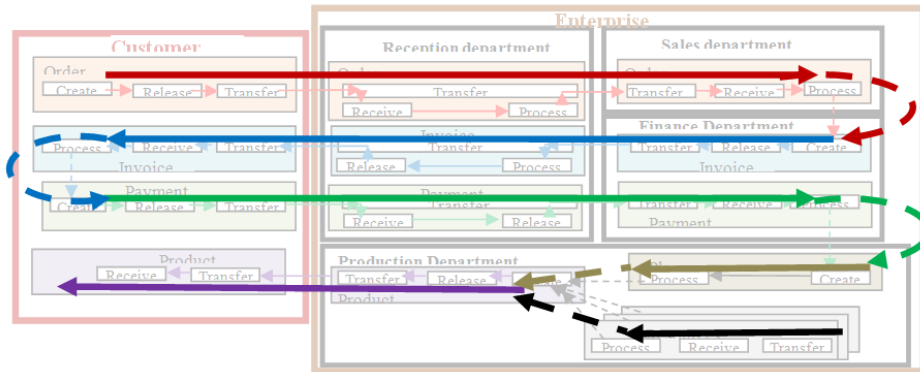 Enterprise
Customer
Reception department
Sales department
Order
Create
Release
Transfer
Transfer
Receive
Process
Transfer
Receive
Process
Finance Department
Process
Receive
Transfer
Invoice
Invoice
Release
Process
Transfer
Release
Create
Payment
Create
Release
Transfer
Payment
Transfer
Receive
Release
Transfer
Receive
Process
Payment
Product
Receive
Transfer
Production Department
Transfer
Release
Product
Process
Create
Process
Receive
Transfer